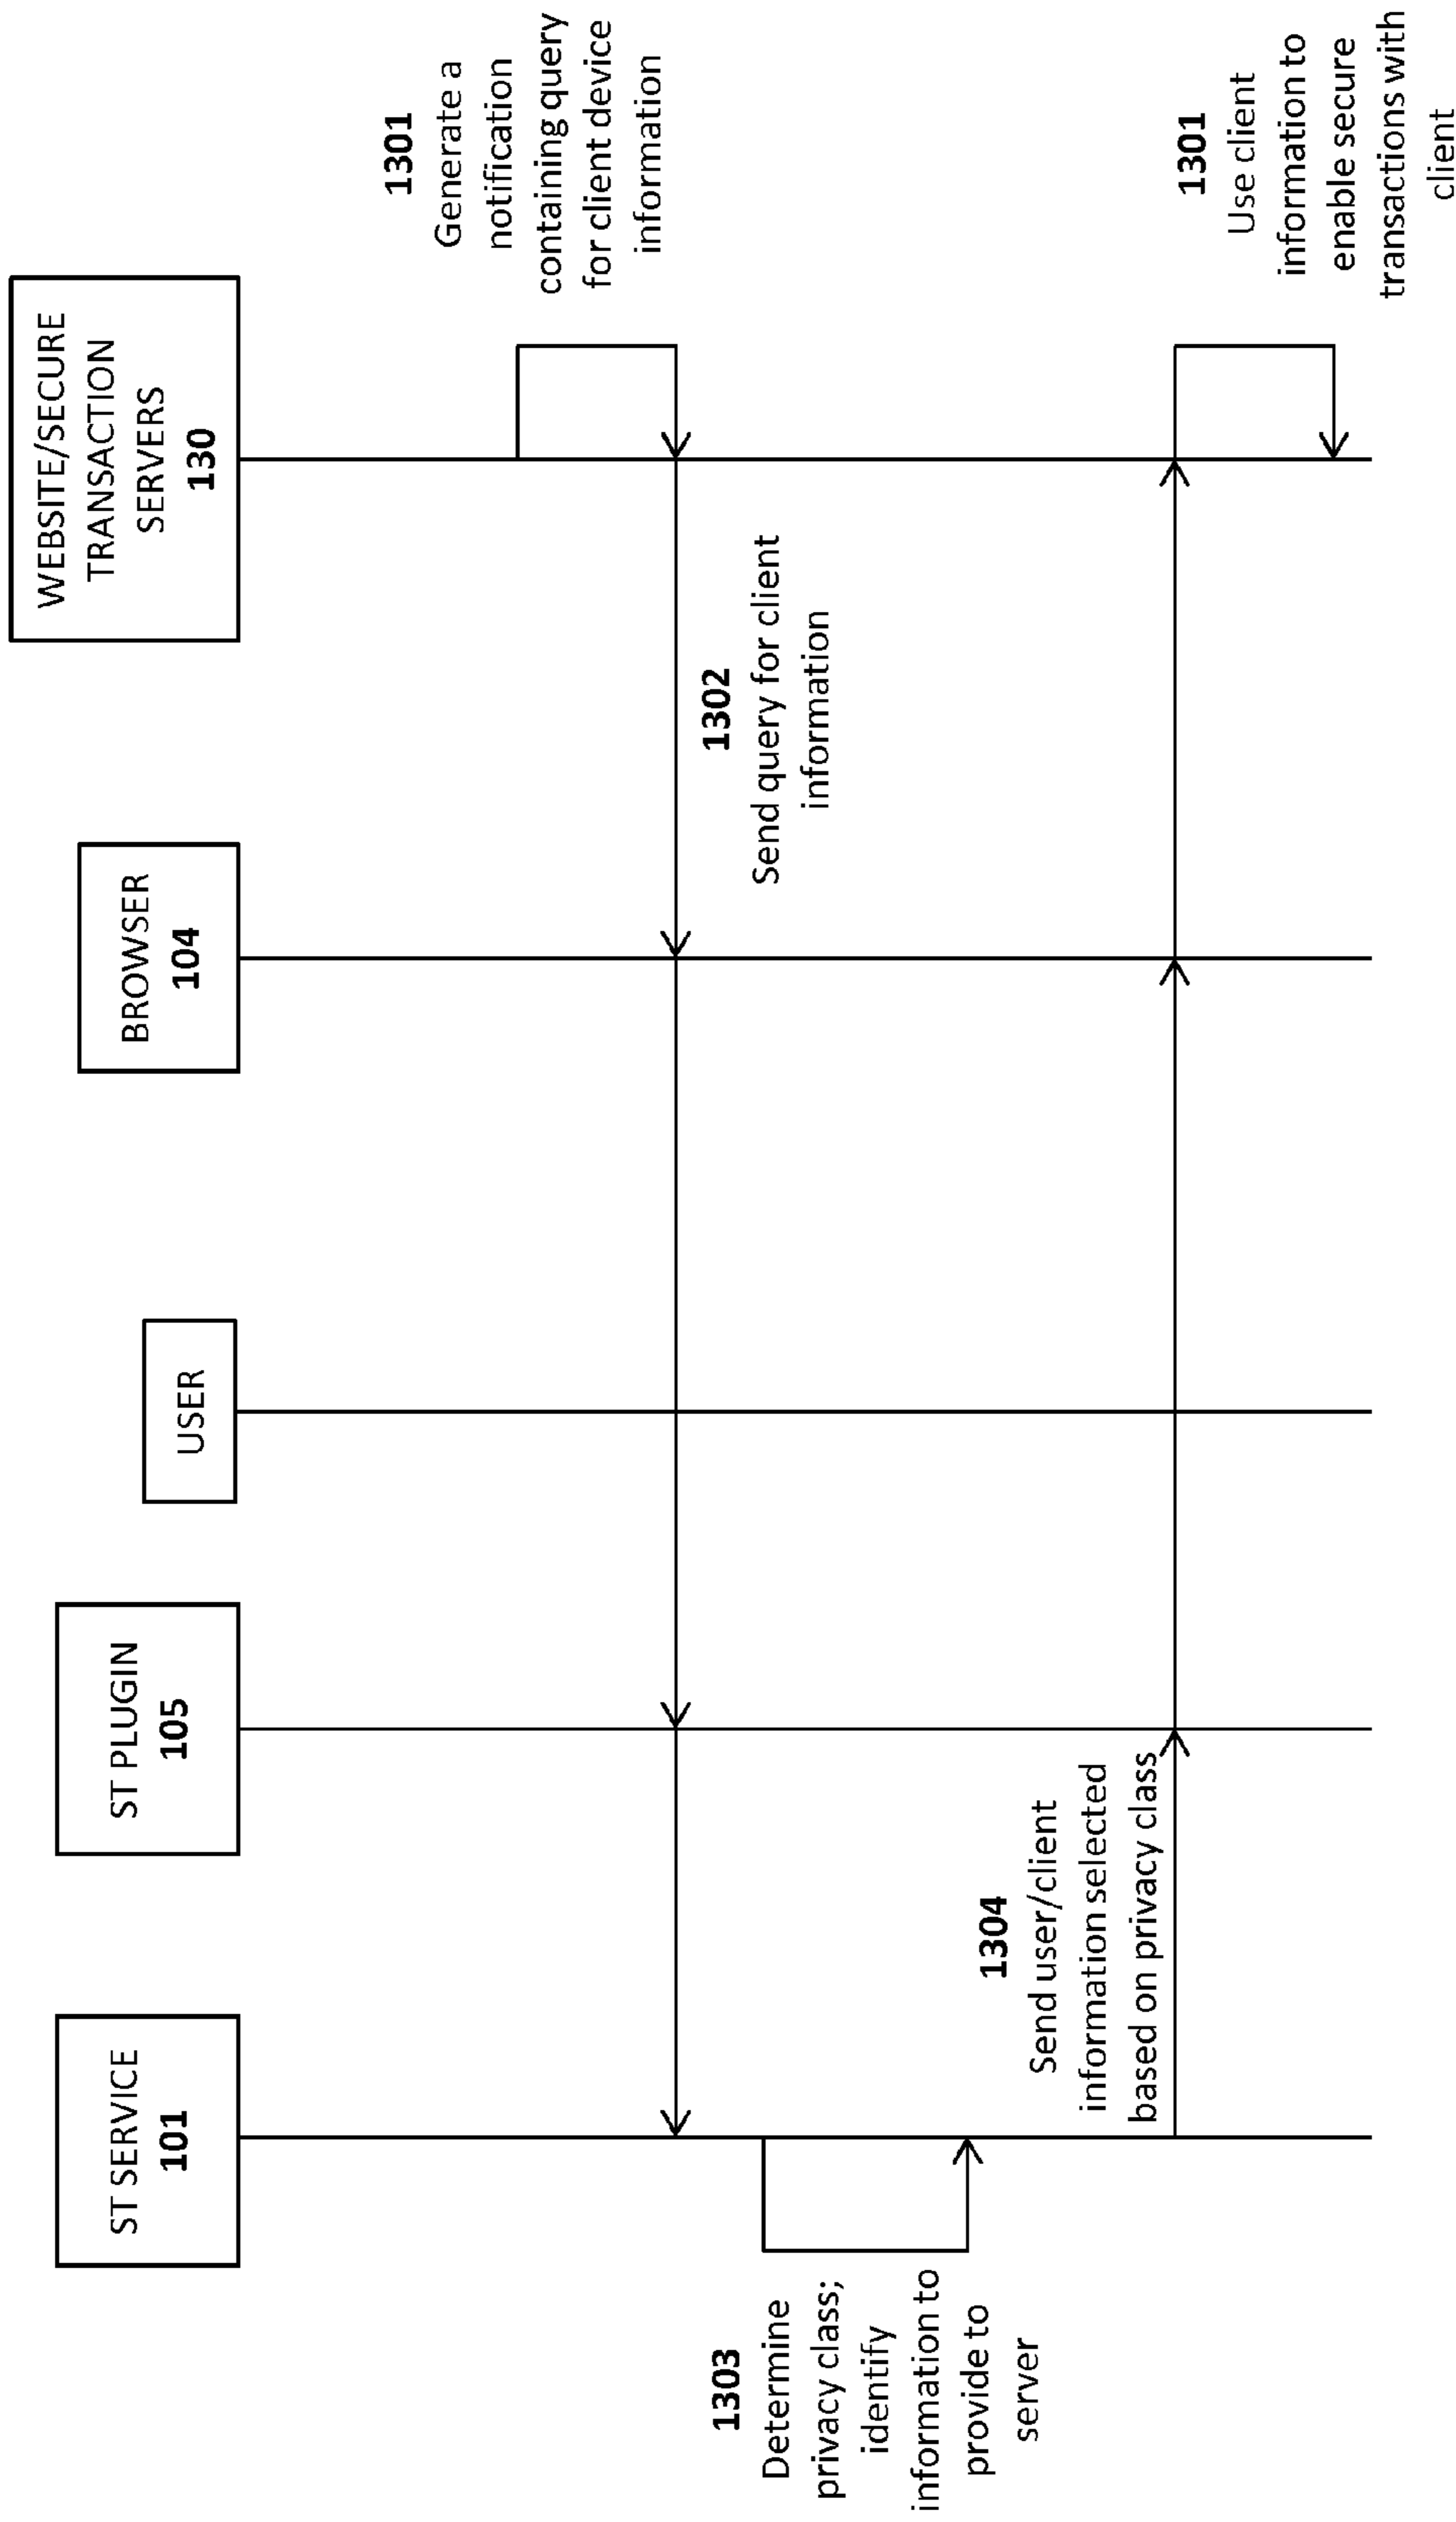 ST SERVICE
101
ST PLUGIN
105
USER
BROWSER
104
WEBSITE/SECURE
TRANSACTION
SERVERS
130
1301
Generate a
notification
containing query
for client device
information
1302
Send query for client
information
1303
Determine
privacy class;
identify
information to
provide to
server
1304
Send user/client
information selected
based on privacy class
1301
Use client
information to
enable secure
transactions with
client